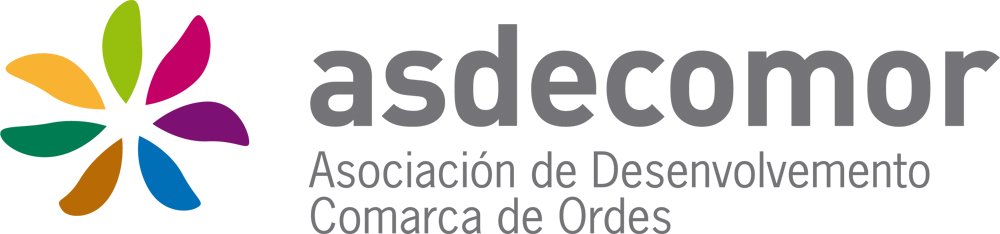 asdecomor
Asociación de Desenvolvemento
Comarca de Ordes